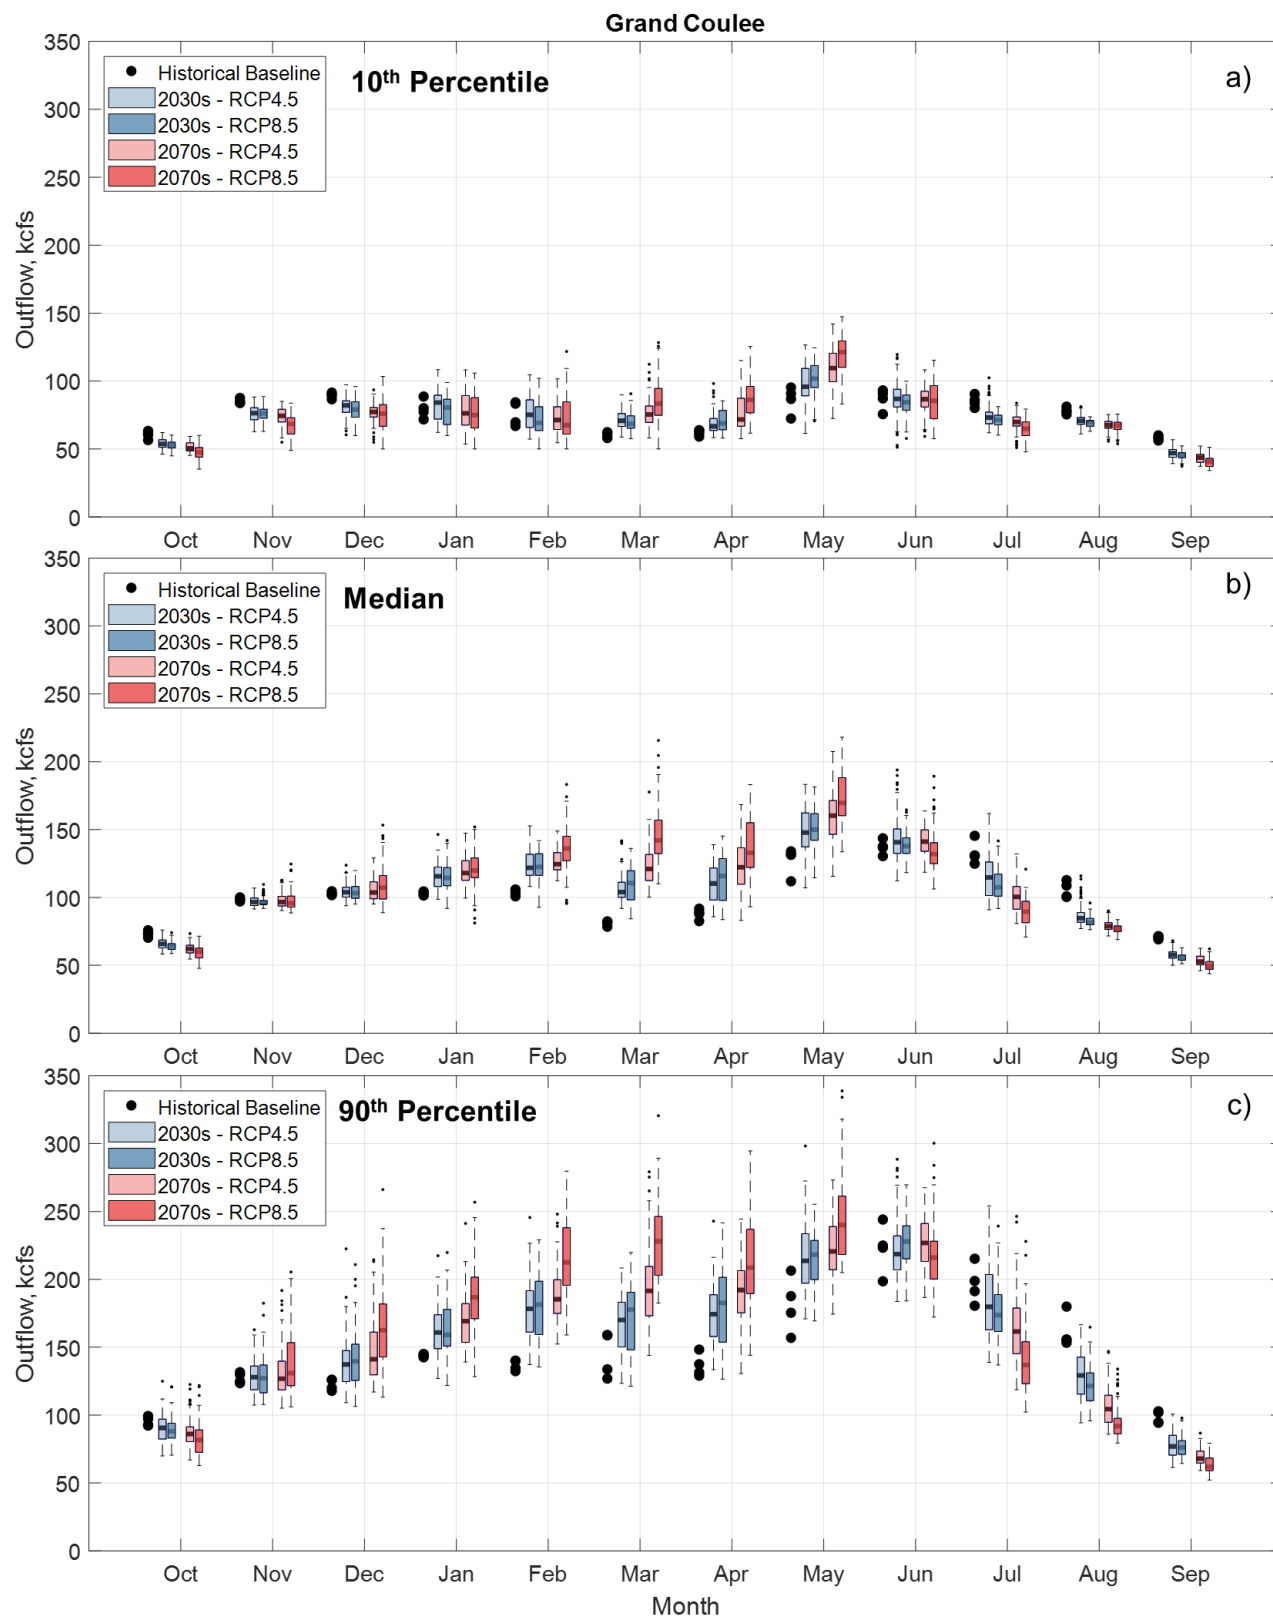 Grand Coulee
350
300
250
200
150
100
50
0
Outflow, kcfs
Historical Baseline
2030s - RCP4.5
2030s - RCP8.5
2070s - RCP4.5
2070s - RCP8.5
10th Percentile
a)
Oct Nov Dec Jan Feb Mar Apr May Jun Jul Aug Sep
350
300
250
200
150
100
50
0
Outflow, kcfs
Historical Baseline
2030s - RCP4.5
2030s - RCP8.5
2070s - RCP4.5
2070s - RCP8.5
Median
b)
Oct Nov Dec Jan Feb Mar Apr May Jun Jul Aug Sep
350
300
250
200
150
100
50
0
Outflow, kcfs
Historical Baseline
2030s - RCP4.5
2030s - RCP8.5
2070s - RCP4.5
2070s - RCP8.5
90th Percentile
c)
Oct Nov Dec Jan Feb Mar Apr May Jun Jul Aug Sep
Month